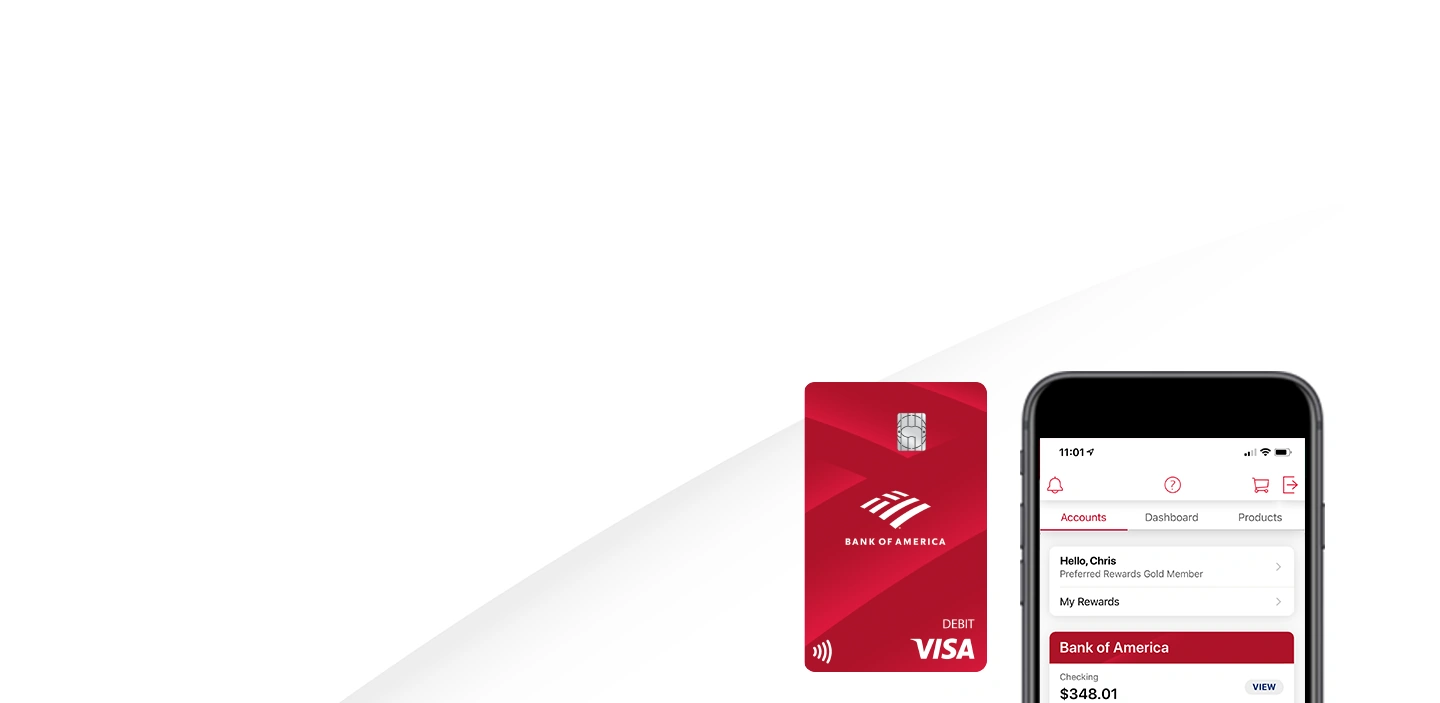 BANK OF AMERICA
DEBIT
VISA
11:01
?
Accounts Dashboard Products
Hello, Chris
Preferred Rewards Gold Member
My Rewards
Bank of America
Checking
$348.01
VIEW